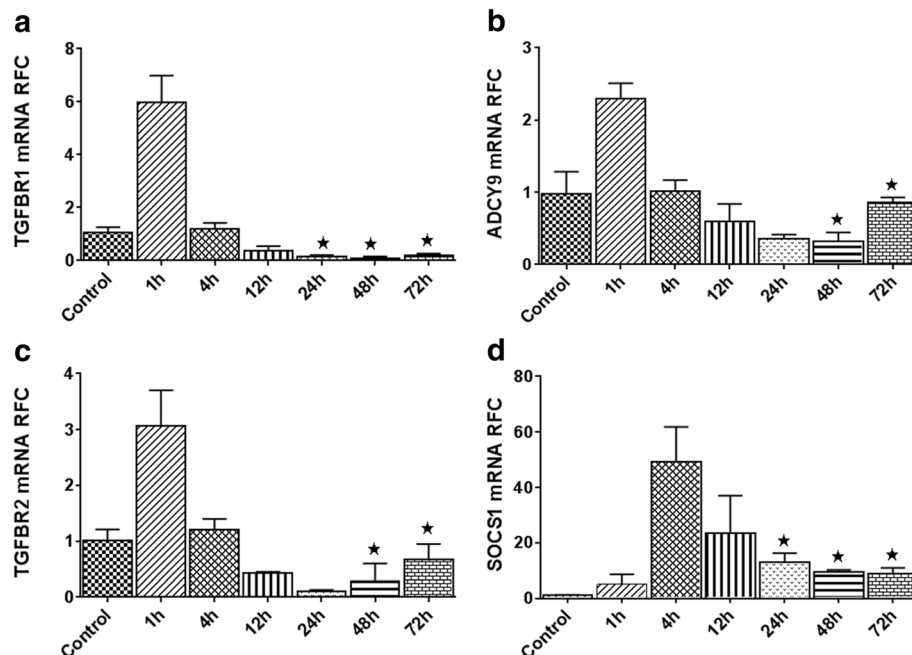 a
TGFBR1 mRNA RFC
8
6
4
2
0
Control 1h 4h 12h 24h 48h 72h
b
ADCY9 mRNA RFC
3
2
1
0
Control 1h 4h 12h 24h 48h 72h
c
TGFBR2 mRNA RFC
4
3
2
1
0
Control 1h 4h 12h 24h 48h 72h
d
SOCS1 mRNA RFC
80
60
40
20
0
Control 1h 4h 12h 24h 48h 72h